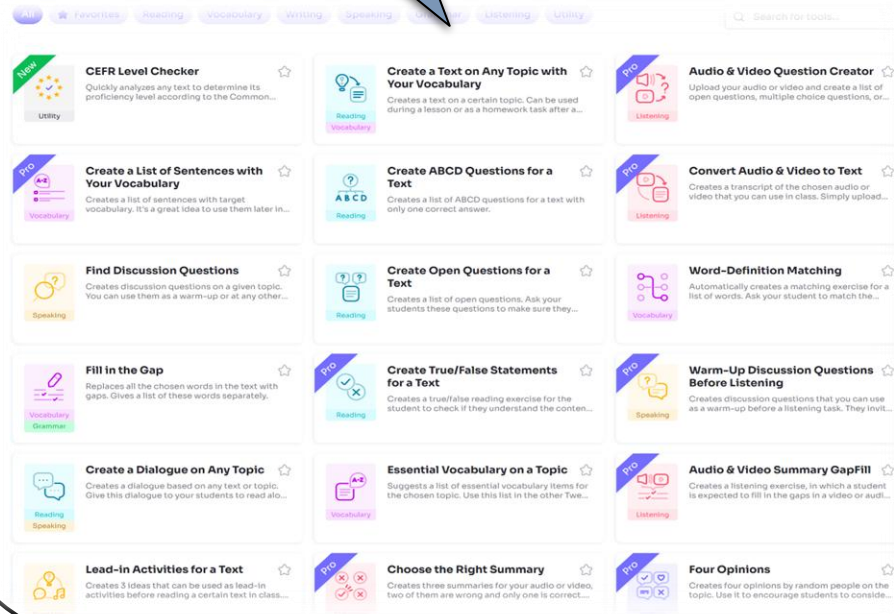 All
Favorites
Reading
Vocabulary
Writing
Speaking
Grammar
Listening
Utility
Search for tools...
New
Utility
CEFR Level Checker
Quickly analyzes any text to determine its
proficiency level according to the Common...
Reading
Vocabulary
Create a Text on Any Topic with
Your Vocabulary
Creates a text on a certain topic. Can be used
during a lesson or as a homework task after a...
Pro
Listening
Audio & Video Question Creator
Upload your audio or video and create a list of
open questions, multiple choice questions, or...
Pro
A-Z
Vocabulary
Create a List of Sentences with
Your Vocabulary
Creates a list of sentences with target
vocabulary. It's a great idea to use them later in...
ABCD
Reading
Create ABCD Questions for a
Text
Creates a list of ABCD questions for a text with
only one correct answer.
Pro
Listening
Convert Audio & Video to Text
Creates a transcript of the chosen audio or
video that you can use in class. Simply upload...
Speaking
Find Discussion Questions
Creates discussion questions on a given topic.
You can use them as a warm-up or at any other...
Reading
Create Open Questions for a
Text
Creates a list of open questions. Ask your
students these questions to make sure they...
Vocabulary
Word-Definition Matching
Automatically creates a matching exercise for a
list of words. Ask your student to match the...
Vocabulary
Grammar
Fill in the Gap
Replaces all the chosen words in the text with
gaps. Gives a list of these words separately.
Pro
Reading
Create True/False Statements
for a Text
Creates a true/false reading exercise for the
student to check if they understand the conten...
Pro
Speaking
Warm-Up Discussion Questions
Before Listening
Creates discussion questions that you can use
as a warm-up before a listening task. They invit...
Reading
Speaking
Create a Dialogue on Any Topic
Creates a dialogue based on any text or topic.
Give this dialogue to your students to read alo...
A-Z
Vocabulary
Essential Vocabulary on a Topic
Suggests a list of essential vocabulary items for
the chosen topic. Use this list in the other Twe...
Pro
Listening
Audio & Video Summary GapFill
Creates a listening exercise, in which a student
is expected to fill in the gaps in a video or audi...
Lead-in Activities for a Text
Creates 3 ideas that can be used as lead-in
activities before reading a certain text in class....
Pro
Choose the Right Summary
Creates three summaries for your audio or video,
two of them are wrong and only one is correct....
Pro
Four Opinions
Creates four opinions by random people on the
topic. Use it to encourage students to conside...